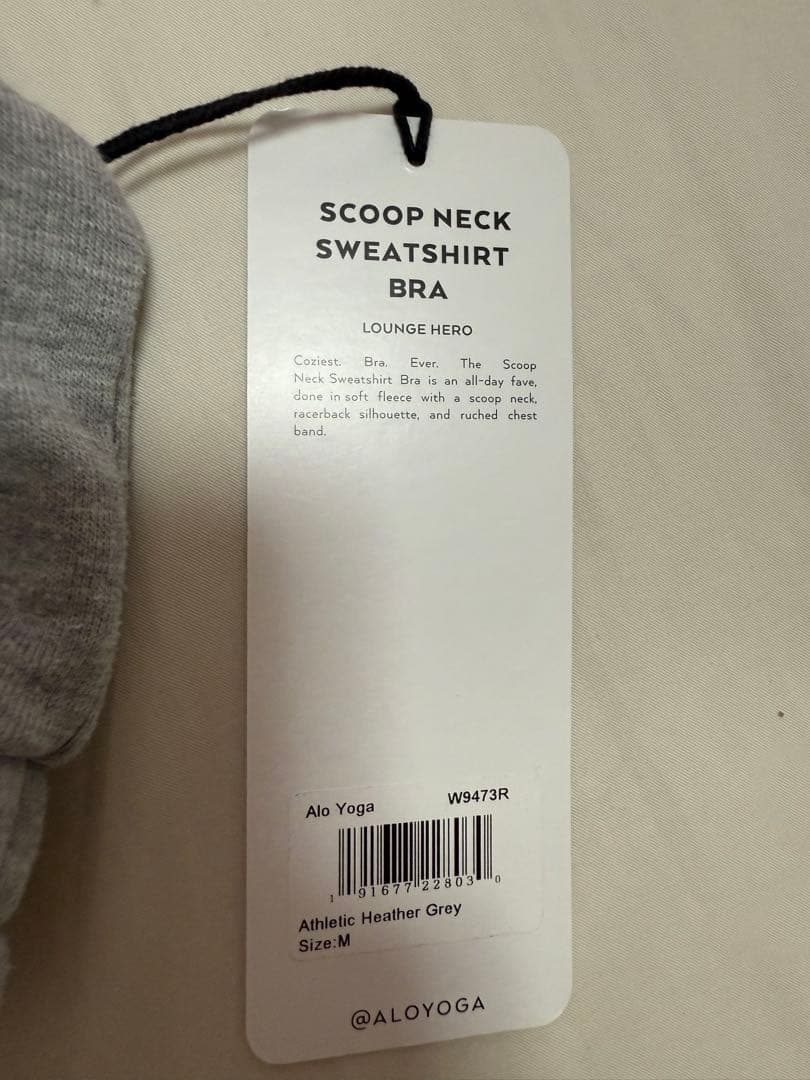 SCOOP NECK
SWEATSHIRT
BRA
LOUNGE HERO
Coziest. Bra. Ever. The Scoop
Neck Sweatshirt Bra is an all-day fave,
done in soft fleece with a scoop neck,
racerback silhouette, and ruched chest
band.
Alo Yoga W9473R
1 91677 22803 0
Athletic Heather Grey
Size:M
@ALOYOGA